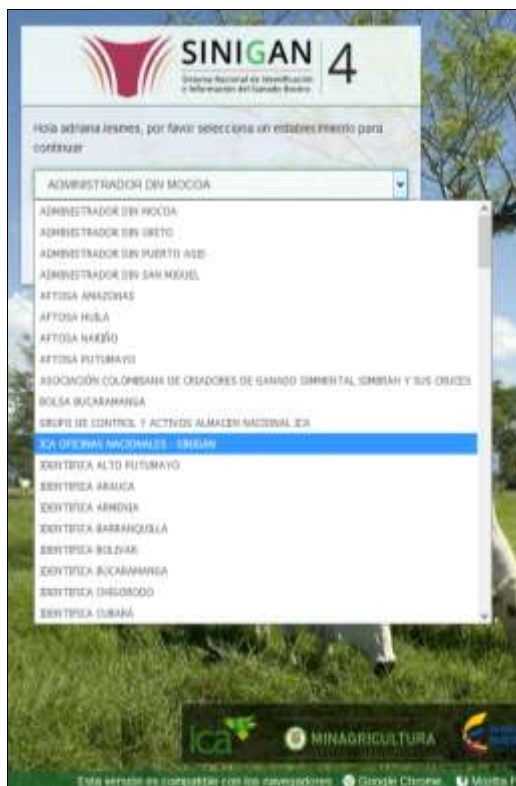 SINIGAN 4
Sistema Nacional de Identificación
e Información del Ganado Bovino
Hola adriana lesmes, por favor selecciona un establecimiento para
continuar
ADMINISTRADOR DIN MOCOA
ADMINISTRADOR DIN MOCOA
ADMINISTRADOR DIN ORITO
ADMINISTRADOR DIN PUERTO ASIS
ADMINISTRADOR DIN SAN MIGUEL
AFTOSA AMAZONAS
AFTOSA HUILA
AFTOSA NARIÑO
AFTOSA PUTUMAYO
ASOCIACIÓN COLOMBIANA DE CRIADORES DE GANADO SIMMENTAL SIMBRAH Y SUS CRUCES
BOLSA BUCARAMANGA
GRUPO DE CONTROL Y ACTIVOS ALMACEN NACIONAL ICA
ICA OFICINAS NACIONALES - SINIGAN
IDENTIFICA ALTO PUTUMAYO
IDENTIFICA ARAUCA
IDENTIFICA ARMENIA
IDENTIFICA BARRANQUILLA
IDENTIFICA BOLIVAR
IDENTIFICA BUCARAMANGA
IDENTIFICA CHIGORODO
IDENTIFICA CUBARÁ
ica MINAGRICULTURA
Esta versión es compatible con los navegadores Google Chrome Mozilla F